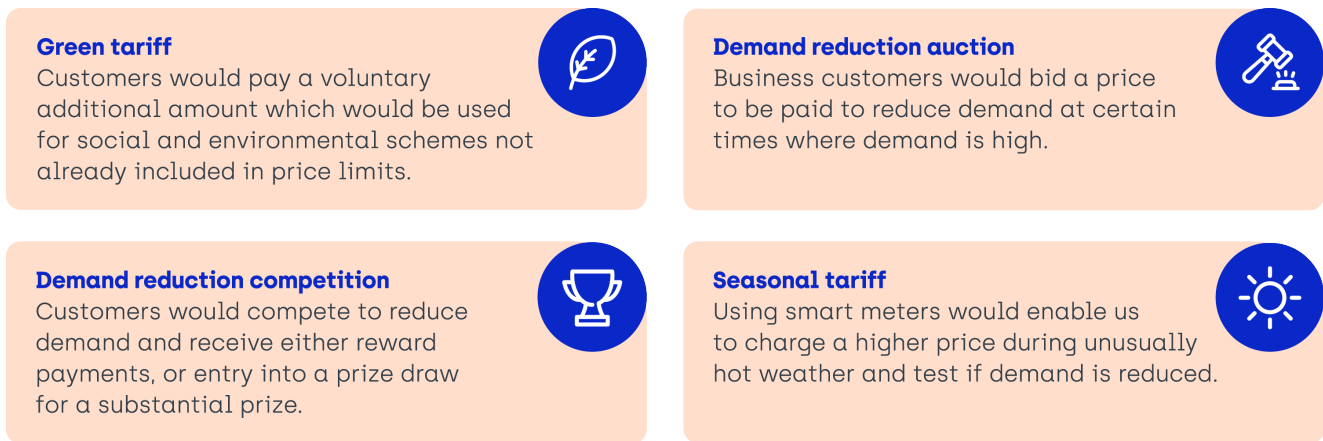 Green tariff
Customers would pay a voluntary
additional amount which would be used
for social and environmental schemes not
already included in price limits.
Demand reduction auction
Business customers would bid a price
to be paid to reduce demand at certain
times where demand is high.
Demand reduction competition
Customers would compete to reduce
demand and receive either reward
payments, or entry into a prize draw
for a substantial prize.
Seasonal tariff
Using smart meters would enable us
to charge a higher price during unusually
hot weather and test if demand is reduced.